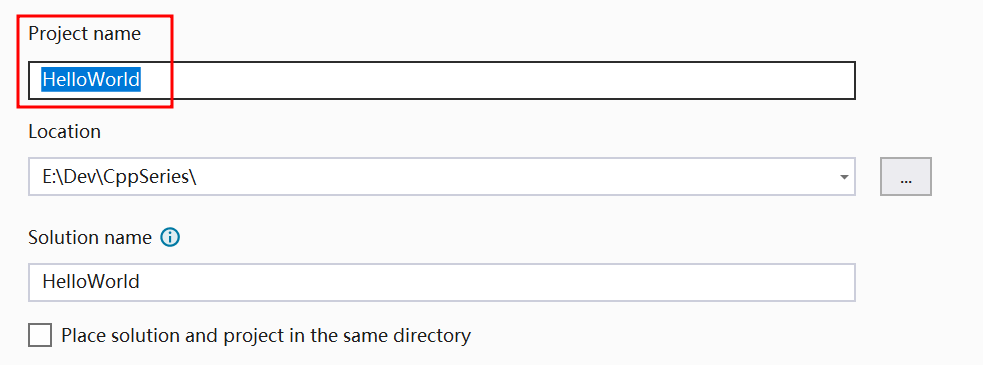 Project name
HelloWorld
Location
E:\Dev\CppSeries\
...
Solution name
HelloWorld
Place solution and project in the same directory